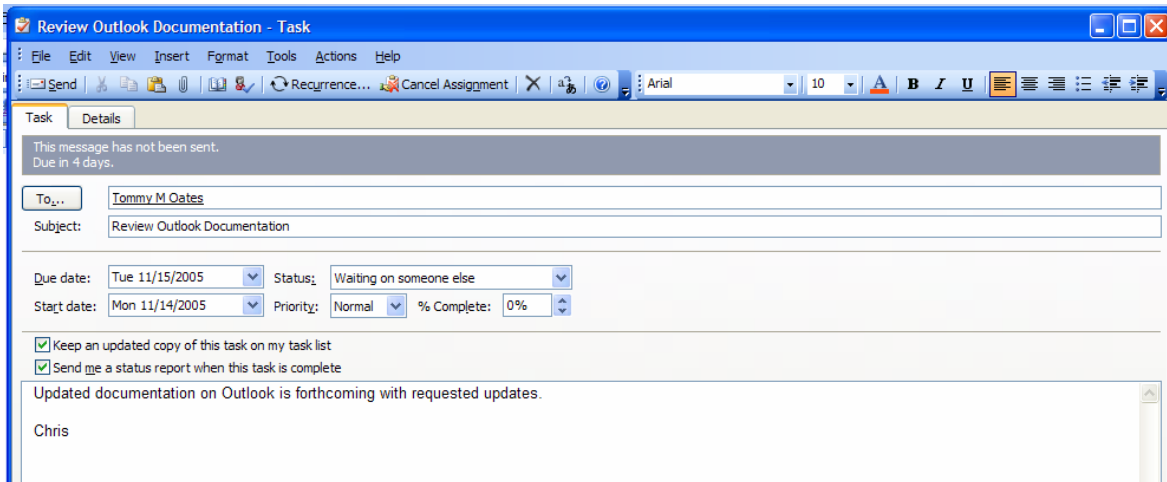 Review Outlook Documentation - Task
File Edit View Insert Format Tools Actions Help
Send Recurrence... Cancel Assignment Arial 10 A B I U
Task Details
This message has not been sent.
Due in 4 days.
To... Tommy M Oates
Subject: Review Outlook Documentation
Due date: Tue 11/15/2005 Status: Waiting on someone else
Start date: Mon 11/14/2005 Priority: Normal % Complete: 0%
Keep an updated copy of this task on my task list
Send me a status report when this task is complete
Updated documentation on Outlook is forthcoming with requested updates.
Chris